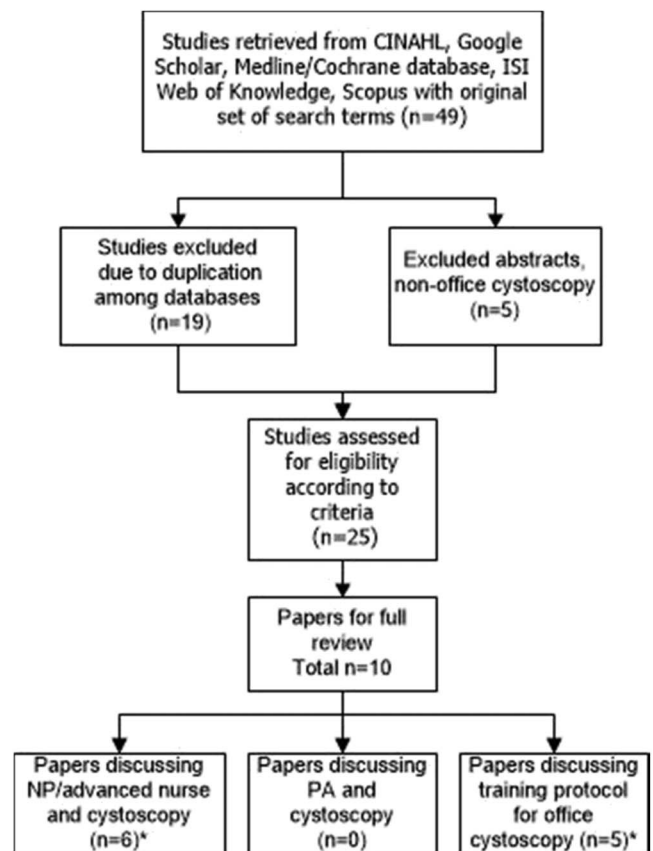 Studies retrieved from CINAHL, Google
Scholar, Medline/Cochrane database, ISI
Web of Knowledge, Scopus with original
set of search terms (n=49)
Studies excluded
due to duplication
among databases
(n=19)
Excluded abstracts,
non-office cystoscopy
(n=5)
Studies assessed
for eligibility
according to
criteria
(n=25)
Papers for full
review
Total n=10
Papers discussing
NP/advanced nurse
and cystoscopy
(n=6)*
Papers discussing
PA and
cystoscopy
(n=0)
Papers discussing
training protocol
for office
cystoscopy (n=5)*